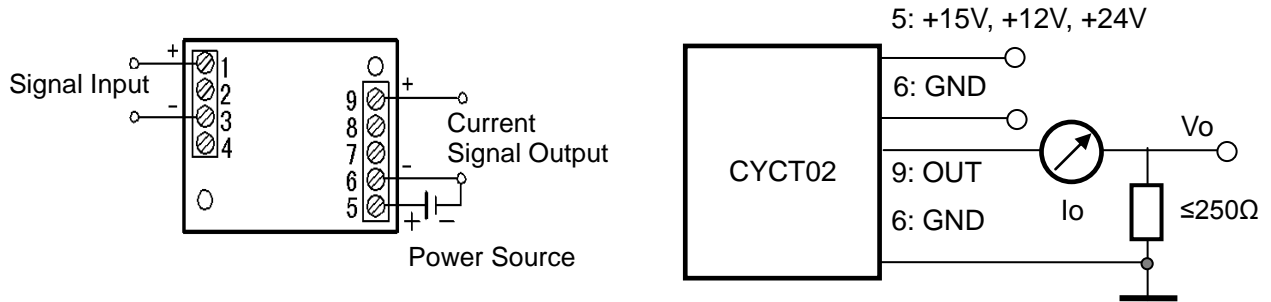 Signal Input
+
-
1
2
3
4
9
8
7
6
5
+
-
+
-
Current
Signal Output
Power Source
5: +15V, +12V, +24V
6: GND
CYCT02
9: OUT
6: GND
Io
Vo
≤250Ω